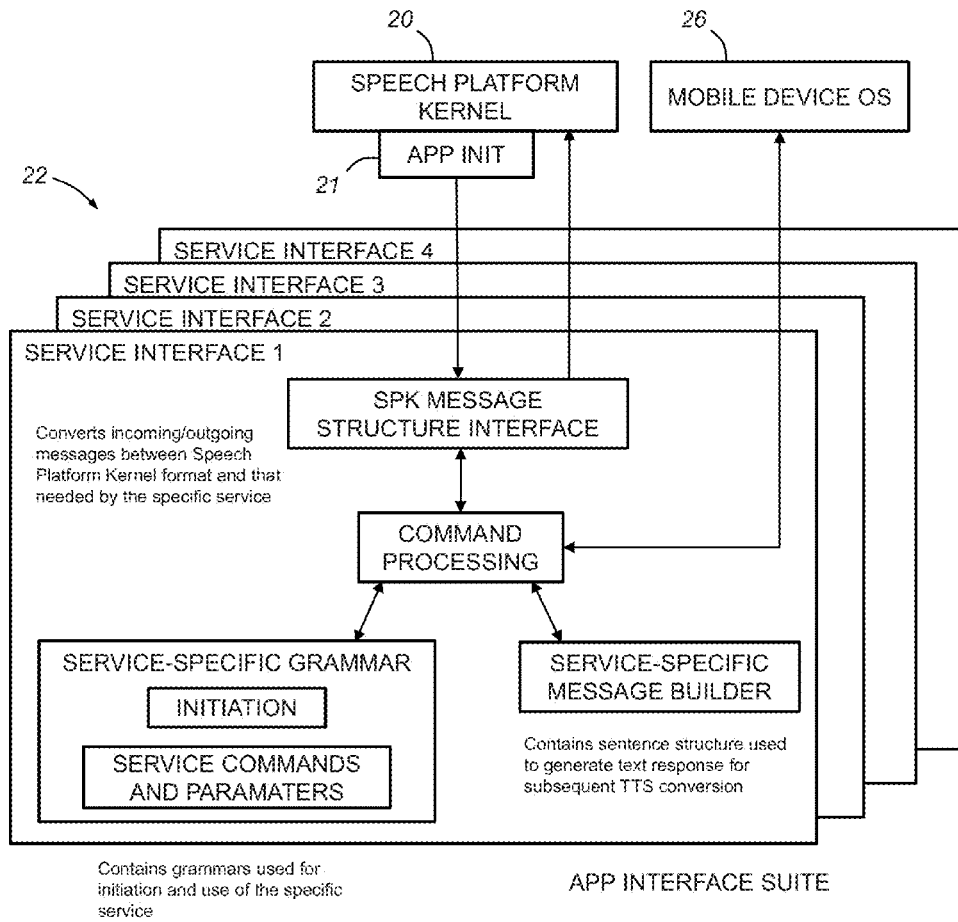 20
26
SPEECH PLATFORM
KERNEL
MOBILE DEVICE OS
APP INIT
21
22
SERVICE INTERFACE 4
SERVICE INTERFACE 3
SERVICE INTERFACE 2
SERVICE INTERFACE 1
SPK MESSAGE
STRUCTURE INTERFACE
Converts incoming/outgoing
messages between Speech
Platform Kernel format and that
needed by the specific service
COMMAND
PROCESSING
SERVICE-SPECIFIC GRAMMAR
INITIATION
SERVICE COMMANDS
AND PARAMATERS
SERVICE-SPECIFIC
MESSAGE BUILDER
Contains sentence structure used
to generate text response for
subsequent TTS conversion
Contains grammars used for
initiation and use of the specific
service
APP INTERFACE SUITE